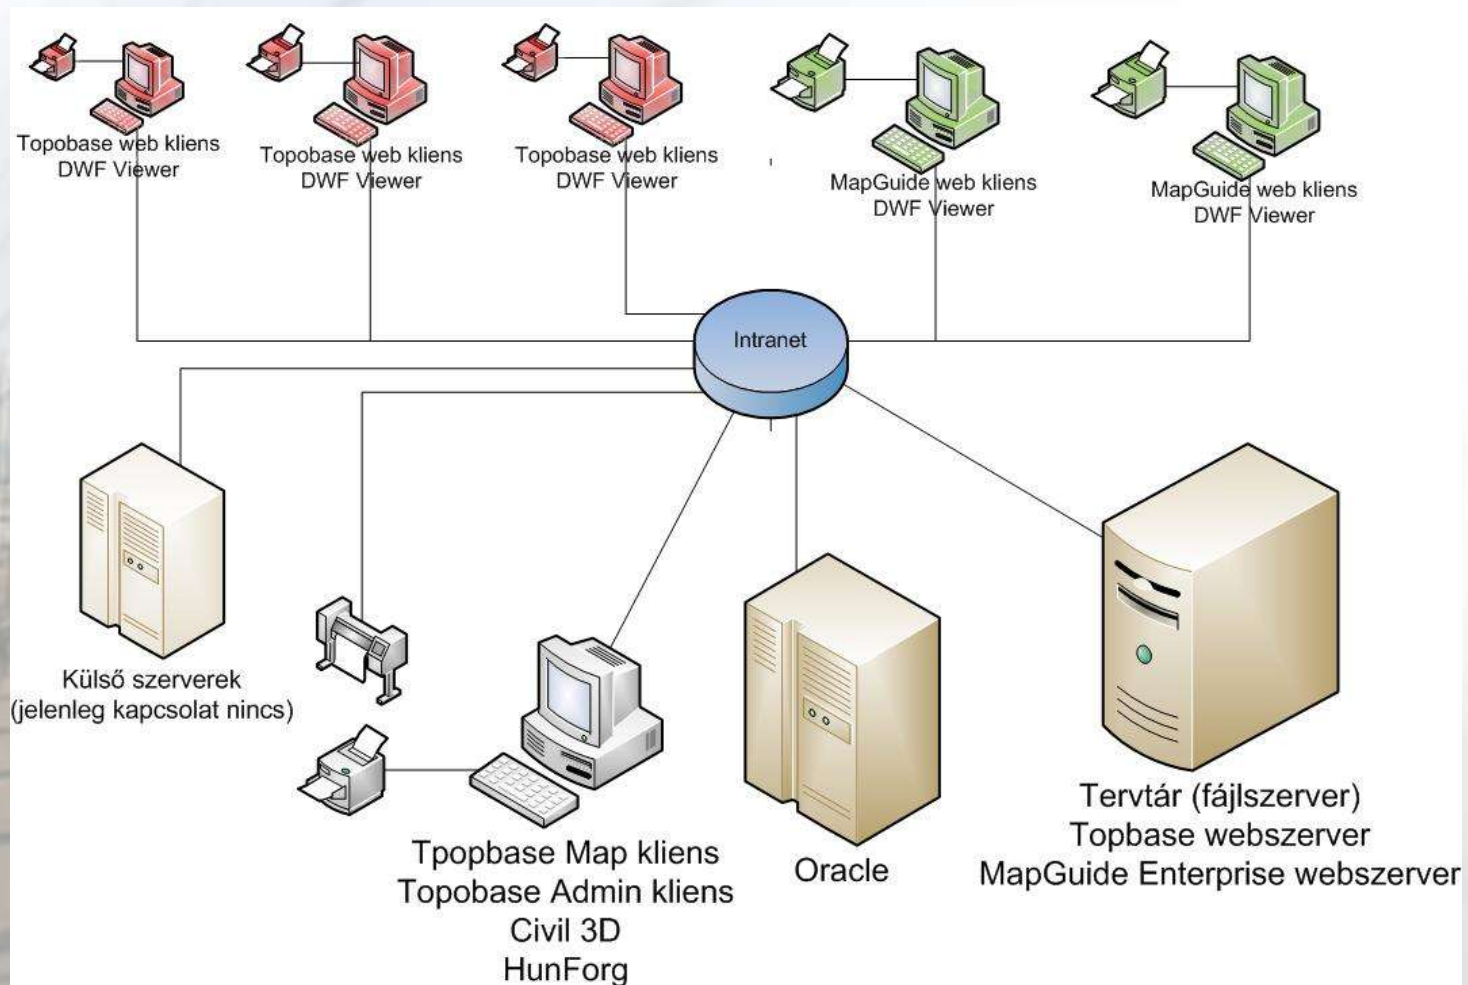 Topobase web kliens
DWF Viewer
Topobase web kliens
DWF Viewer
Topobase web kliens
DWF Viewer
MapGuide web kliens
DWF Viewer
MapGuide web kliens
DWF Viewer
Intranet
Külső szerverek
(jelenleg kapcsolat nincs)
Tpopbase Map kliens
Topobase Admin kliens
Civil 3D
HunForg
Oracle
Tervtár (fájlszerver)
Topbase webszerver
MapGuide Enterprise webszerver